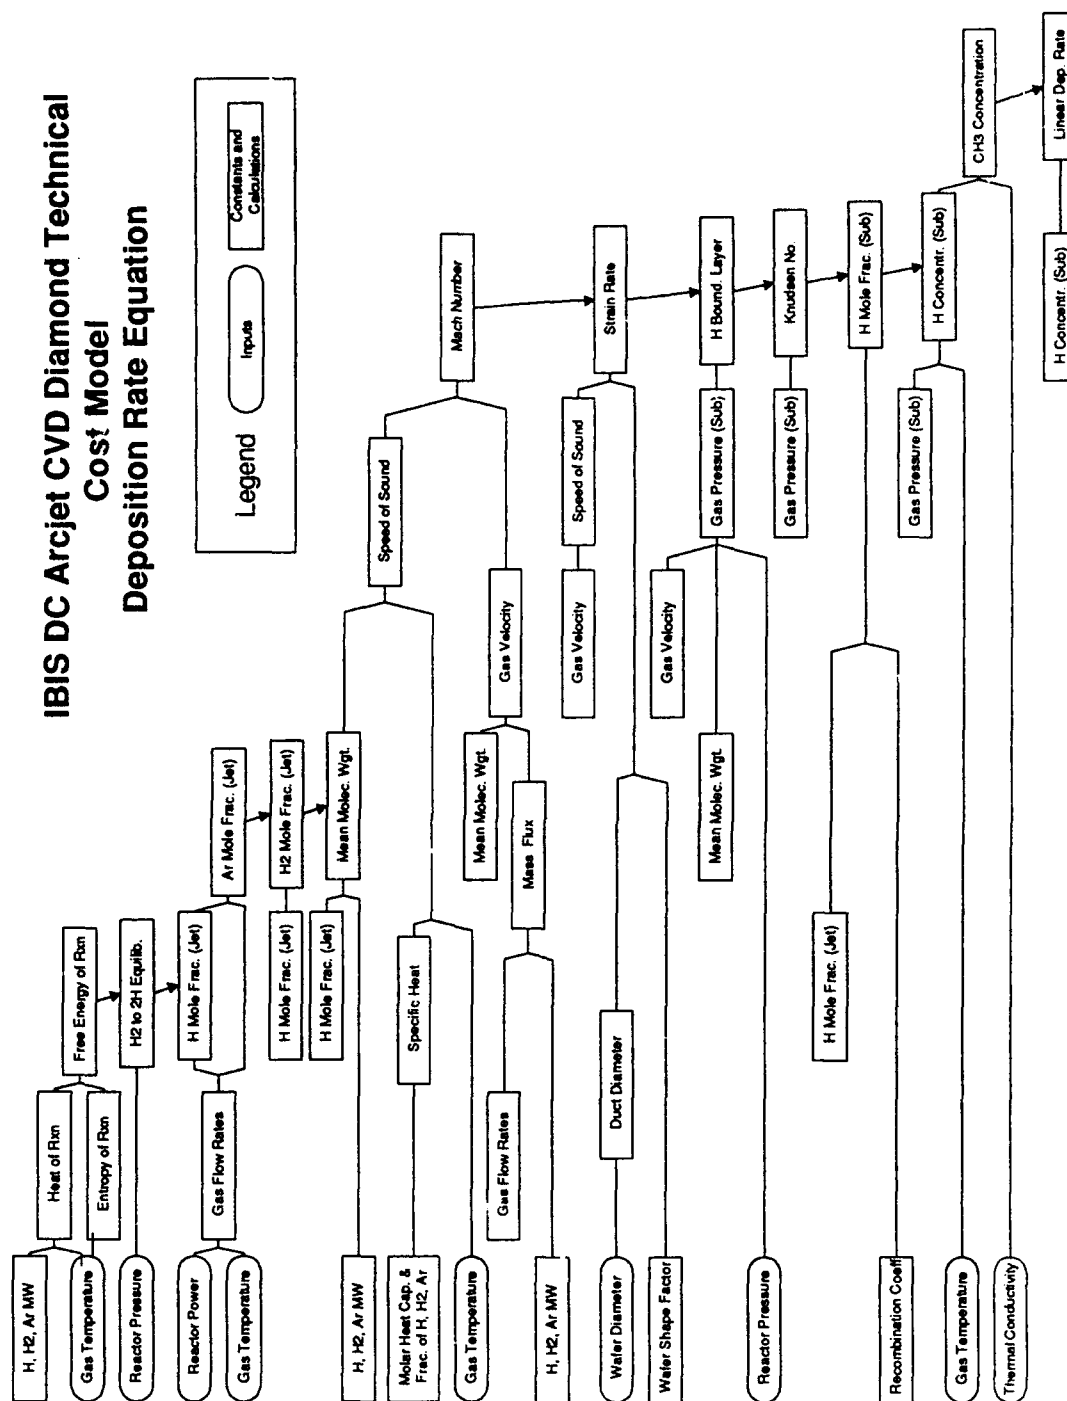 IBIS DC Arcjet CVD Diamond Technical
Cost Model
Deposition Rate Equation
Legend
Inputs
Constants and
Calculations
H, H2, Ar MW
Heat of Rxn
Gas Temperature
Entropy of Rxn
Free Energy of Rxn
Reactor Pressure
H2 to 2H Equilib.
Reactor Power
Gas Temperature
Gas Flow Rates
H Mole Frac. (Jet)
Ar Mole Frac. (Jet)
H Mole Frac. (Jet)
H2 Mole Frac. (Jet)
H Mole Frac. (Jet)
H, H2, Ar MW
Mean Molec. Wgt.
Molar Heat Cap. &
Frac. of H, H2, Ar
Specific Heat
Gas Temperature
Speed of Sound
Mach Number
Gas Flow Rates
H, H2, Ar MW
Mass Flux
Mean Molec. Wgt.
Gas Velocity
Wafer Diameter
Duct Diameter
Wafer Shape Factor
Gas Velocity
Speed of Sound
Strain Rate
Gas Velocity
Mean Molec. Wgt.
Reactor Pressure
Gas Pressure (Sub)
H Bound. Layer
Gas Pressure (Sub)
Knudsen No.
H Mole Frac. (Jet)
Recombination Coeff
H Mole Frac. (Sub)
Gas Pressure (Sub)
Gas Temperature
H Concentr. (Sub)
Thermal Conductivity
CH3 Concentration
H Concentr. (Sub)
Linear Dep. Rate